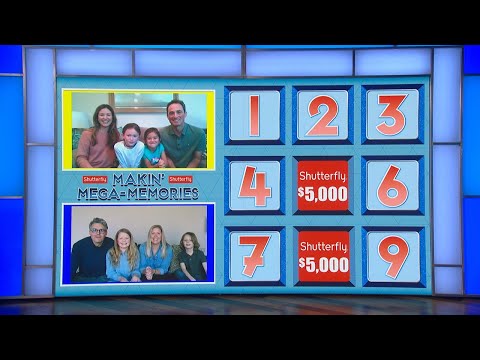 1 2 3
Shutterfly MAKIN' Shutterfly
MEGA-MEMORIES
4 Shutterfly 6
$5,000
7 Shutterfly 9
$5,000